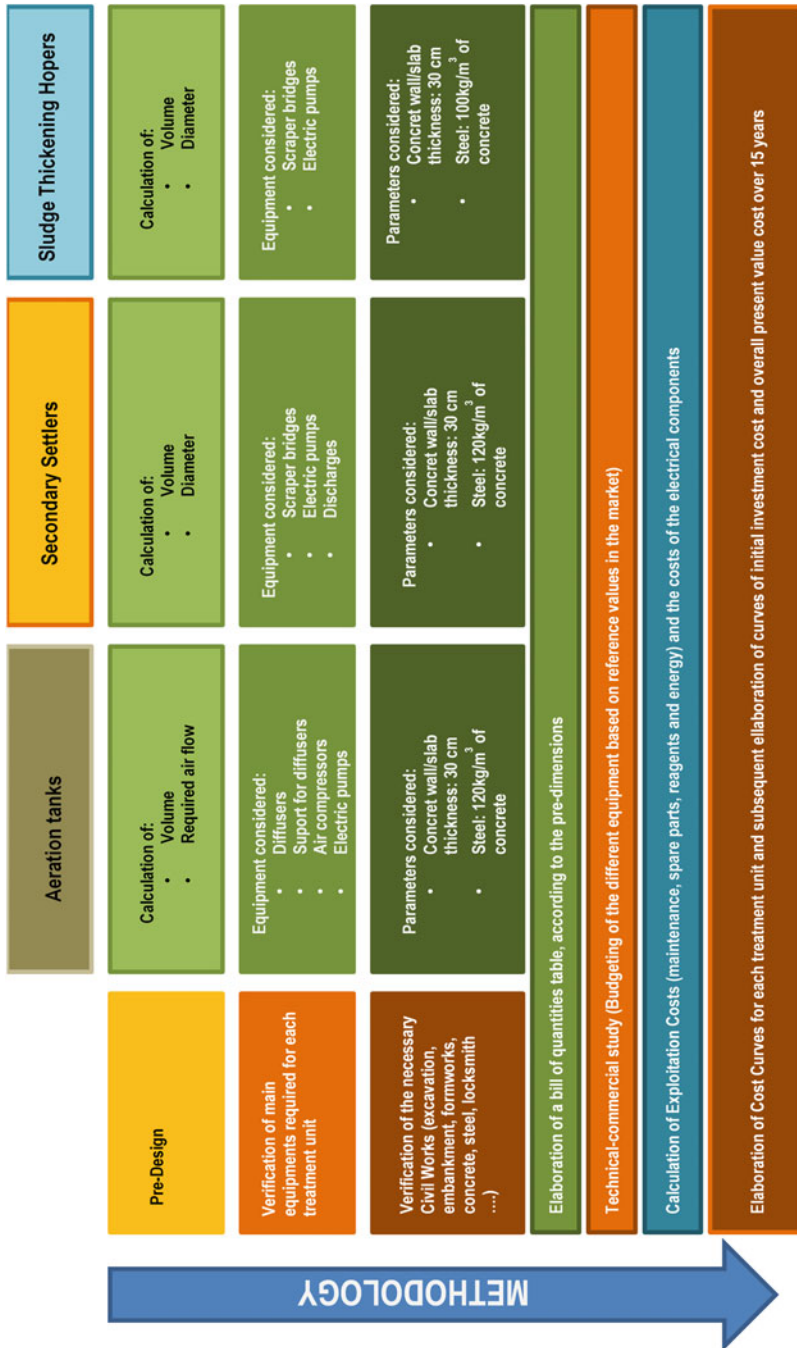 Aeration tanks
Secondary Settlers
Sludge Thickening Hopers
METHODOLOGY
Pre-Design
Calculation of:
• Volume
• Required air flow
Calculation of:
• Volume
• Diameter
Calculation of:
• Volume
• Diameter
Verification of main
equipments required for each
treatment unit
Equipment considered:
• Diffusers
• Suport for diffusers
• Air compressors
• Electric pumps
Equipment considered:
• Scraper bridges
• Electric pumps
• Discharges
Equipment considered:
• Scraper bridges
• Electric pumps
Verification of the necessary
Civil Works (excavation,
embankment, formworks,
concrete, steel, locksmith
....)
Parameters considered:
• Concret wall/slab
thickness: 30 cm
• Steel: 120kg/m³ of
concrete
Parameters considered:
• Concret wall/slab
thickness: 30 cm
• Steel: 120kg/m³ of
concrete
Parameters considered:
• Concret wall/slab
thickness: 30 cm
• Steel: 100kg/m³ of
concrete
Elaboration of a bill of quantities table, according to the pre-dimensions
Technical-commercial study (Budgeting of the different equipment based on reference values in the market)
Calculation of Exploitation Costs (maintenance, spare parts, reagents and energy) and the costs of the electrical components
Elaboration of Cost Curves for each treatment unit and subsequent ellaboration of curves of initial investment cost and overall present value cost over 15 years